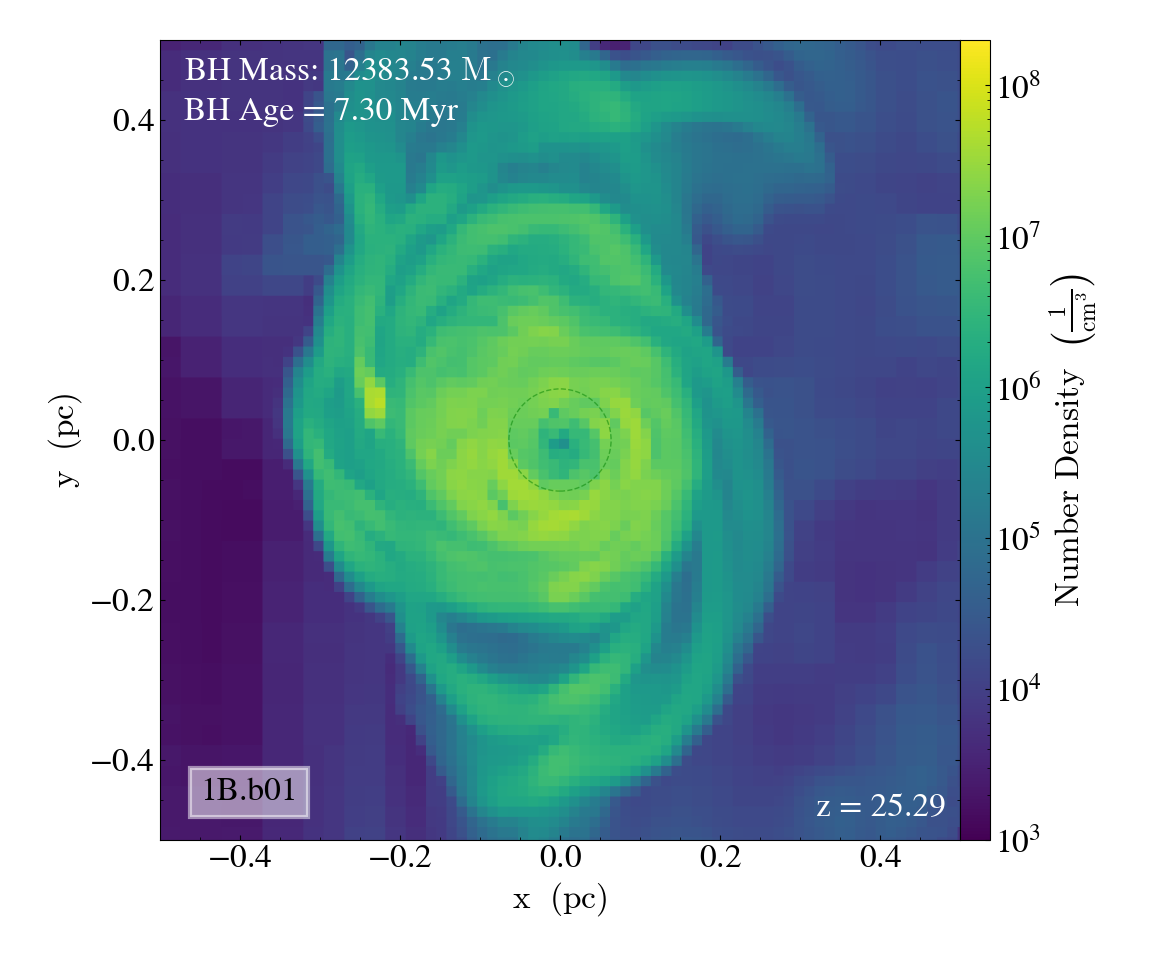 BH Mass: 12383.53 M⊙
BH Age = 7.30 Myr
1B.b01
z = 25.29
0.4
0.2
0.0
−0.2
−0.4
y (pc)
−0.4 −0.2 0.0 0.2 0.4
x (pc)
10⁸
10⁷
10⁶
10⁵
10⁴
10³
Number Density (1/cm³)